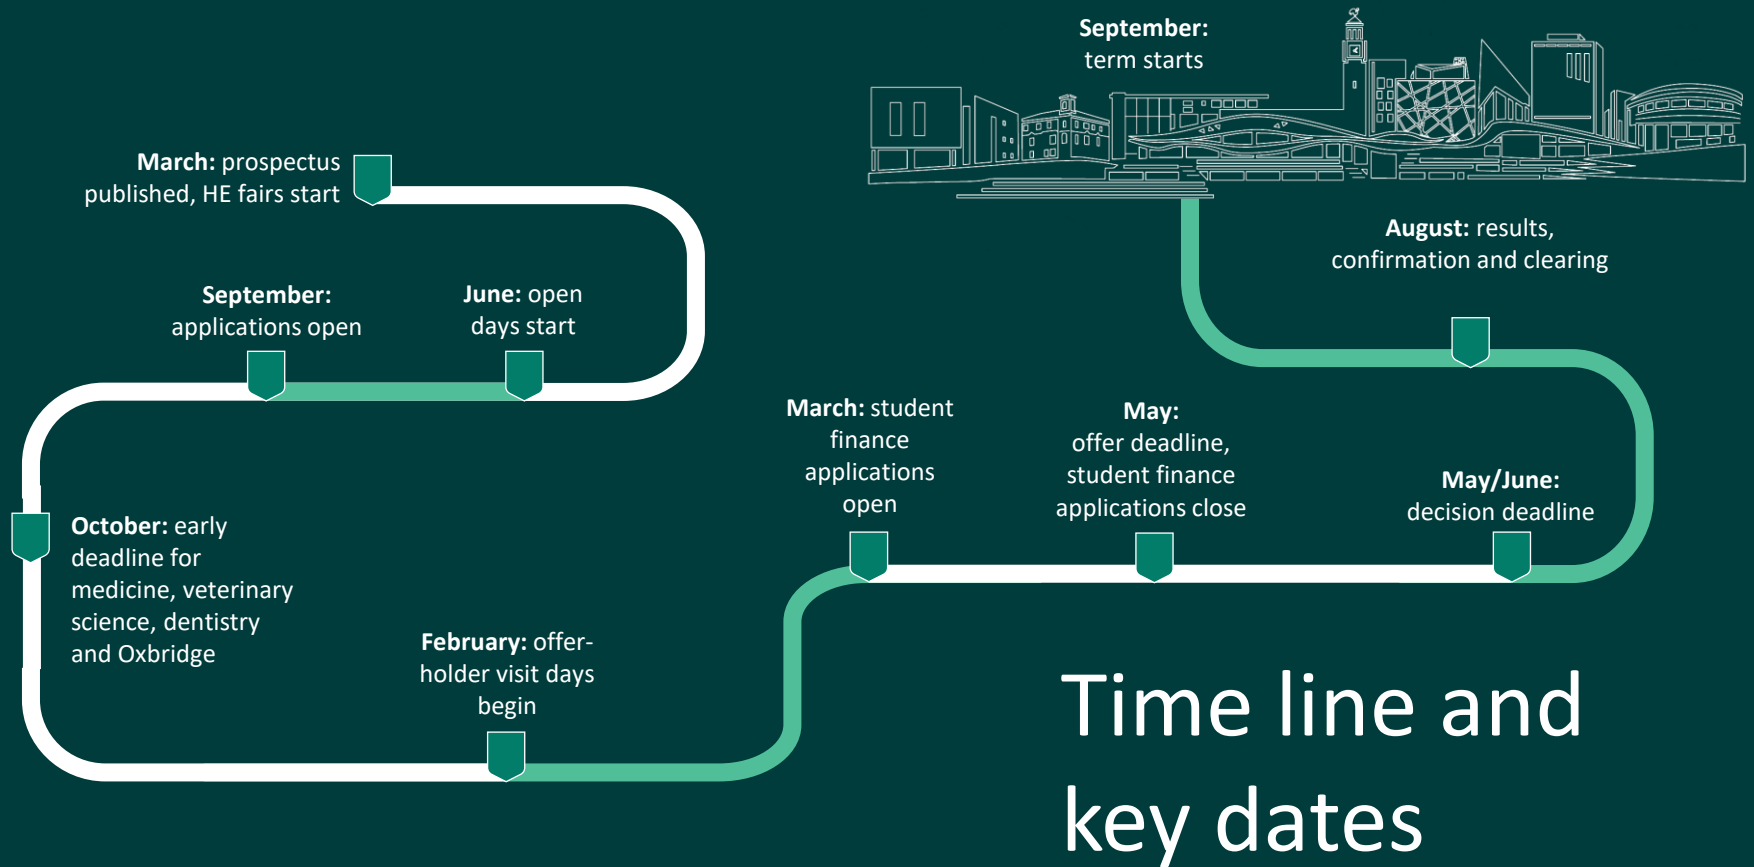 March: prospectus
published, HE fairs start
June: open
days start
September:
applications open
October: early
deadline for
medicine, veterinary
science, dentistry
and Oxbridge
February: offer-
holder visit days
begin
March: student
finance
applications
open
May:
offer deadline,
student finance
applications close
May/June:
decision deadline
August: results,
confirmation and clearing
September:
term starts
Time line and
key dates